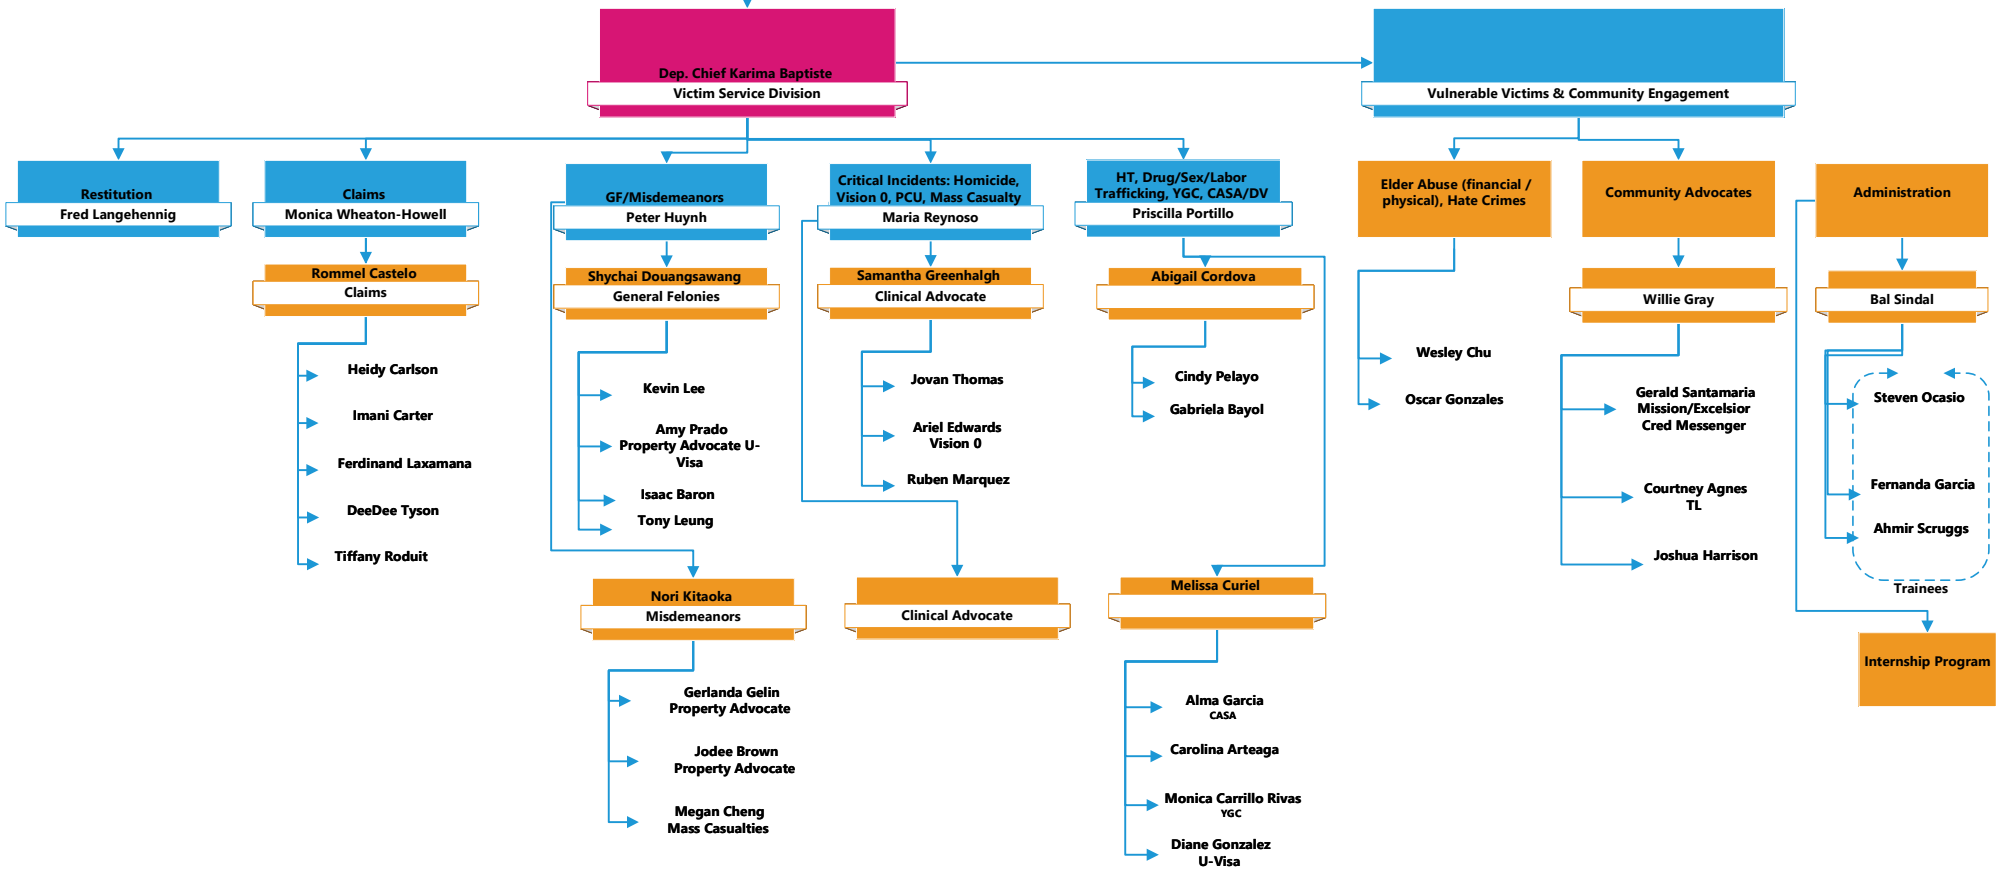 Dep. Chief Karima Baptiste
Victim Service Division
Vulnerable Victims & Community Engagement
Restitution
Fred Langehennig
Claims
Monica Wheaton-Howell
Rommel Castelo
Claims
Heidy Carlson
Imani Carter
Ferdinand Laxamana
DeeDee Tyson
Tiffany Roduit
GF/Misdemeanors
Peter Huynh
Shychai Douangsawang
General Felonies
Kevin Lee
Amy Prado
Property Advocate U-
Visa
Isaac Baron
Tony Leung
Nori Kitaoka
Misdemeanors
Gerlanda Gelin
Property Advocate
Jodee Brown
Property Advocate
Megan Cheng
Mass Casualties
Critical Incidents: Homicide,
Vision 0, PCU, Mass Casualty
Maria Reynoso
Samantha Greenhalgh
Clinical Advocate
Jovan Thomas
Ariel Edwards
Vision 0
Ruben Marquez
Clinical Advocate
HT, Drug/Sex/Labor
Trafficking, YGC, CASA/DV
Priscilla Portillo
Abigail Cordova
Cindy Pelayo
Gabriela Bayol
Melissa Curiel
Alma Garcia
CASA
Carolina Arteaga
Monica Carrillo Rivas
YGC
Diane Gonzalez
U-Visa
Elder Abuse (financial /
physical), Hate Crimes
Wesley Chu
Oscar Gonzales
Community Advocates
Willie Gray
Gerald Santamaria
Mission/Excelsior
Cred Messenger
Courtney Agnes
TL
Joshua Harrison
Administration
Bal Sindal
Steven Ocasio
Fernanda Garcia
Ahmir Scruggs
Trainees
Internship Program